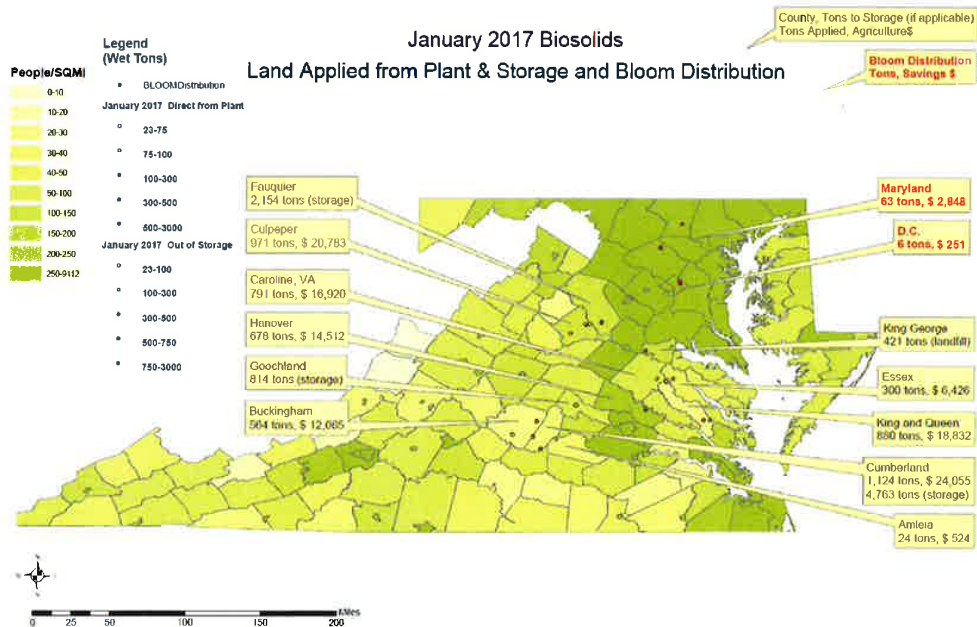 January 2017 Biosolids
Land Applied from Plant & Storage and Bloom Distribution
County, Tons to Storage (if applicable)
Tons Applied, Agriculture$
Bloom Distribution
Tons, Savings $
People/SQMI
0-10
10-20
20-30
30-40
40-50
50-100
100-150
150-200
200-250
250-9112
Legend
(Wet Tons)
BLOOMDistribution
January 2017 Direct from Plant
23-75
75-100
100-300
300-500
500-3000
January 2017 Out of Storage
23-100
100-300
300-500
500-750
750-3000
Fauquier
2,154 tons (storage)
Culpeper
971 tons, $ 20,783
Caroline, VA
791 tons, $ 16,920
Hanover
678 tons, $ 14,512
Goochland
814 tons (storage)
Buckingham
564 tons, $ 12,065
Maryland
63 tons, $ 2,848
D.C.
6 tons, $ 251
King George
421 tons (landfill)
Essex
300 tons, $ 6,426
King and Queen
880 tons, $ 18,832
Cumberland
1,124 tons, $ 24,055
4,763 tons (storage)
Amleia
24 tons, $ 524
Miles
0 25 50 100 150 200